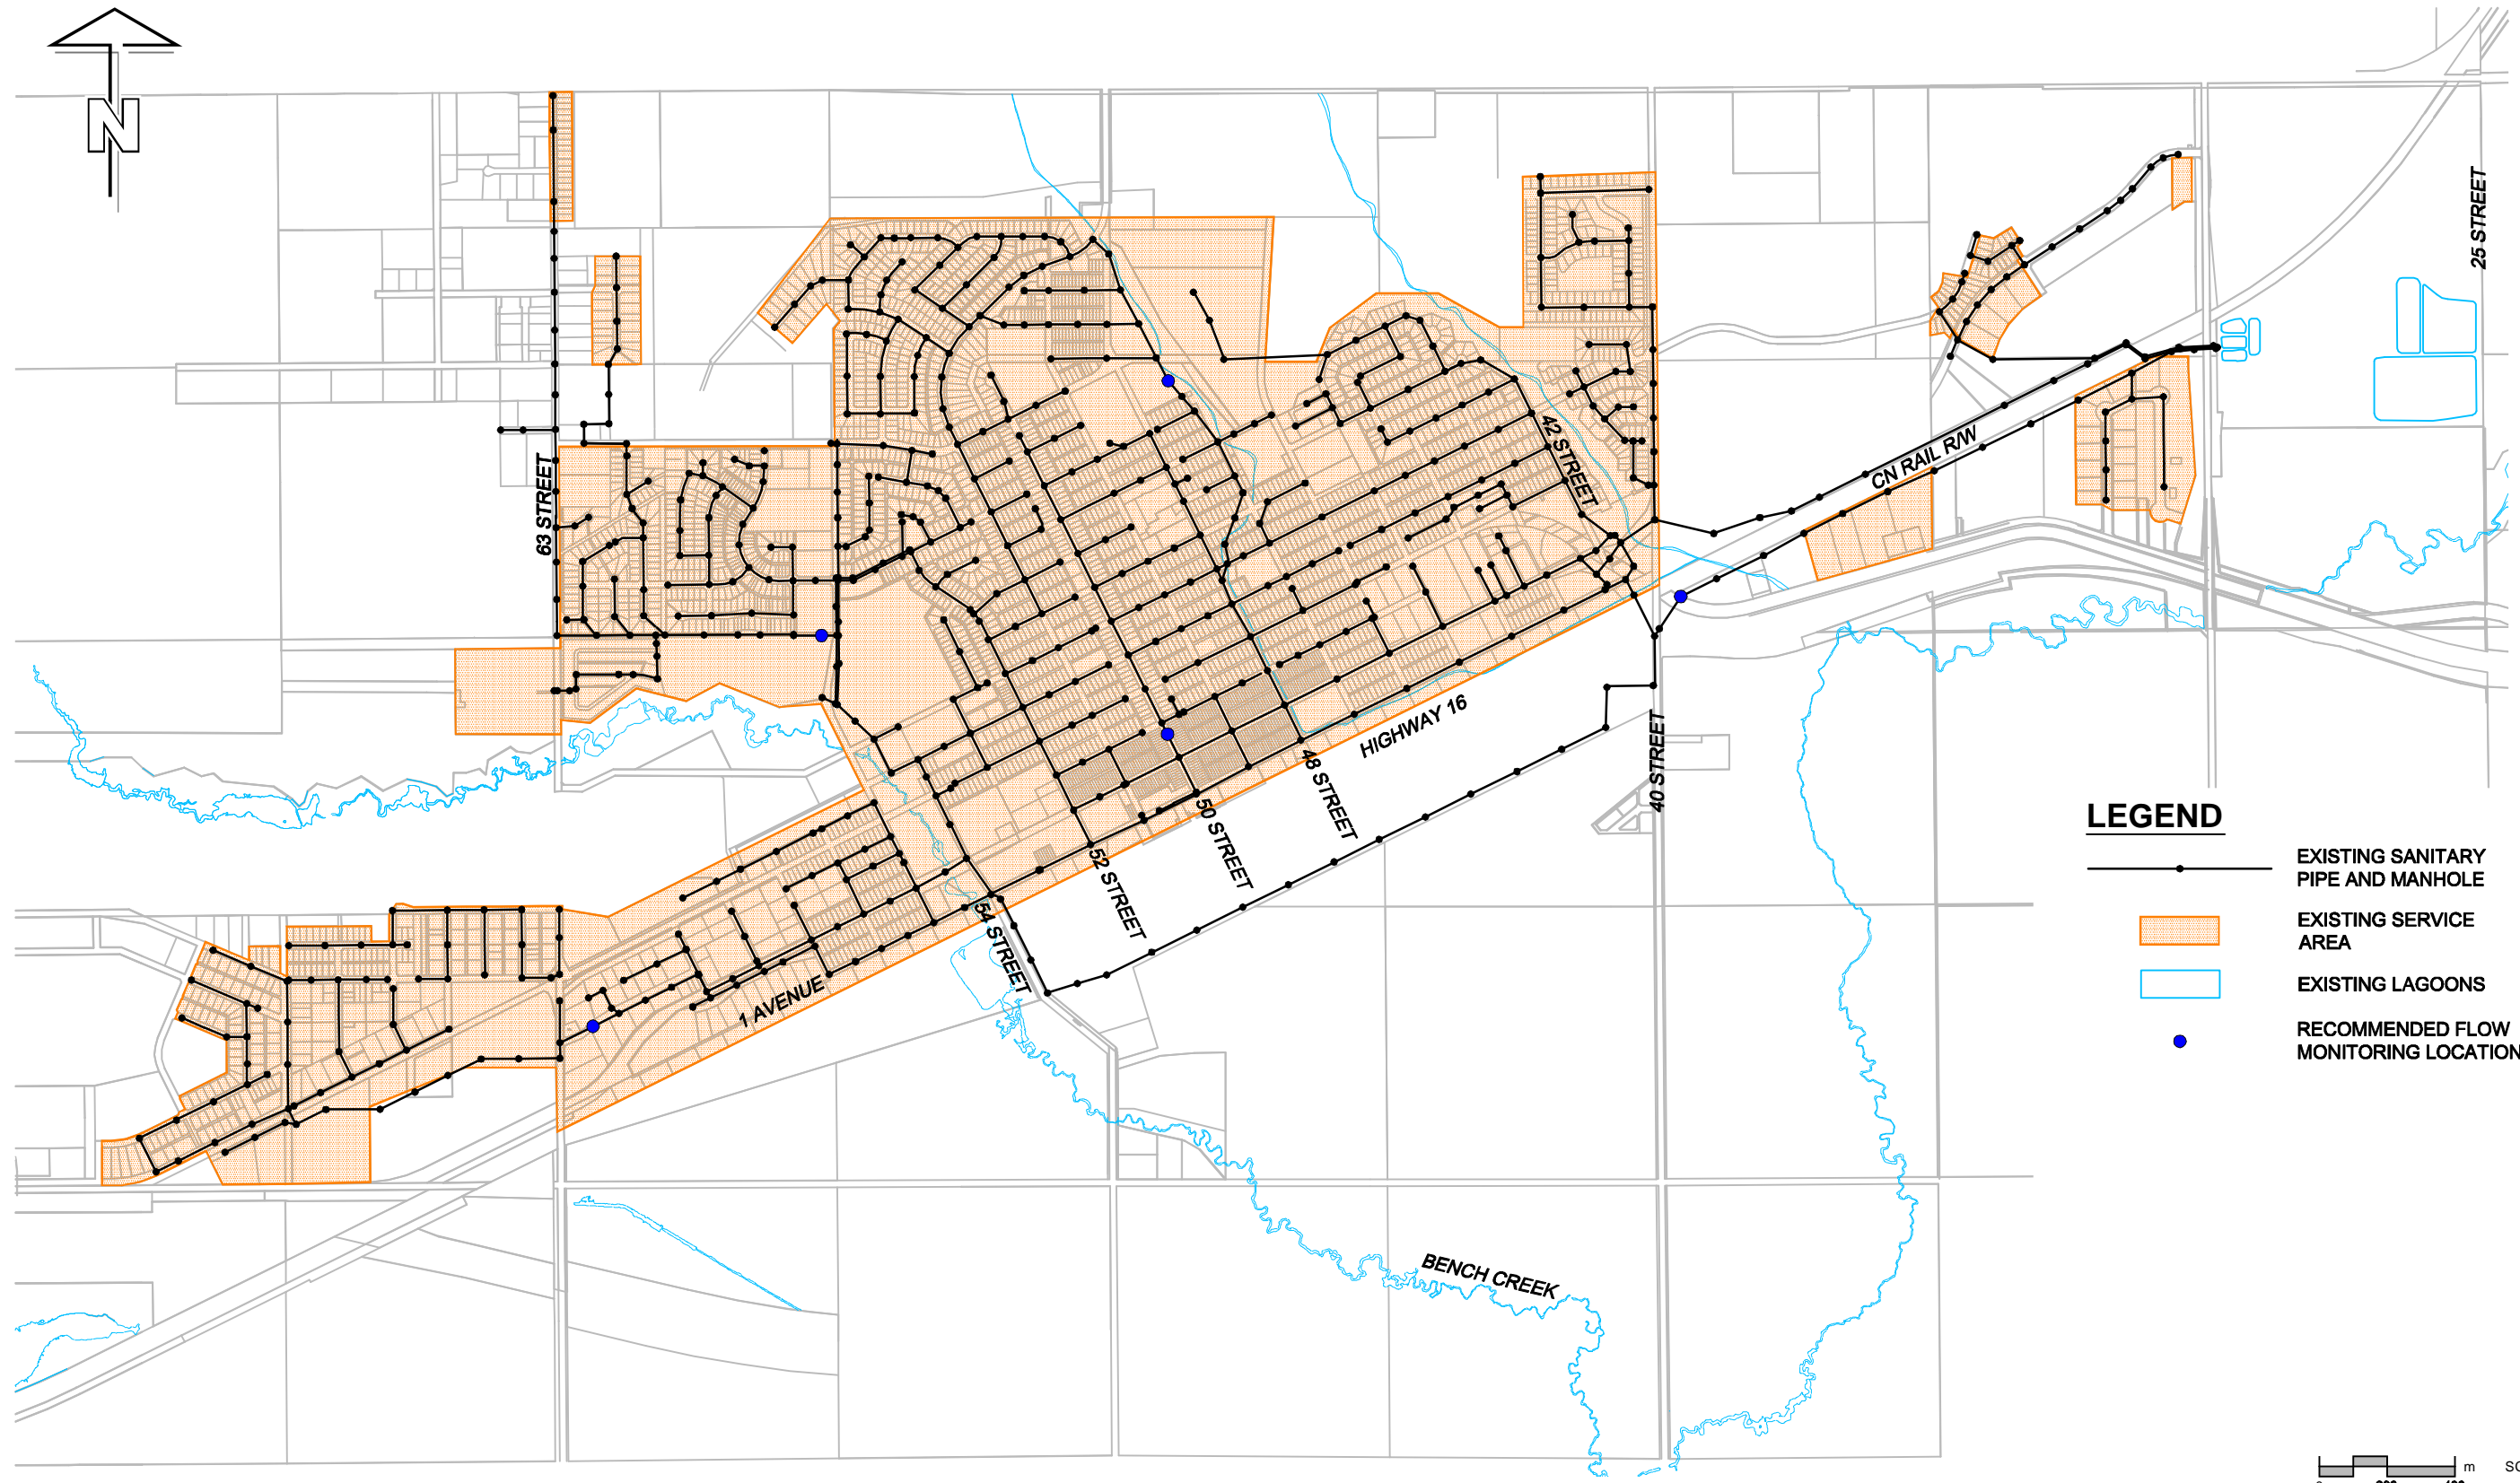 N
25 STREET
42 STREET
CN RAIL R/W
63 STREET
HIGHWAY 16
40 STREET
48 STREET
50 STREET
52 STREET
54 STREET
1 AVENUE
BENCH CREEK
LEGEND
EXISTING SANITARY
PIPE AND MANHOLE
EXISTING SERVICE
AREA
EXISTING LAGOONS
RECOMMENDED FLOW
MONITORING LOCATION
m